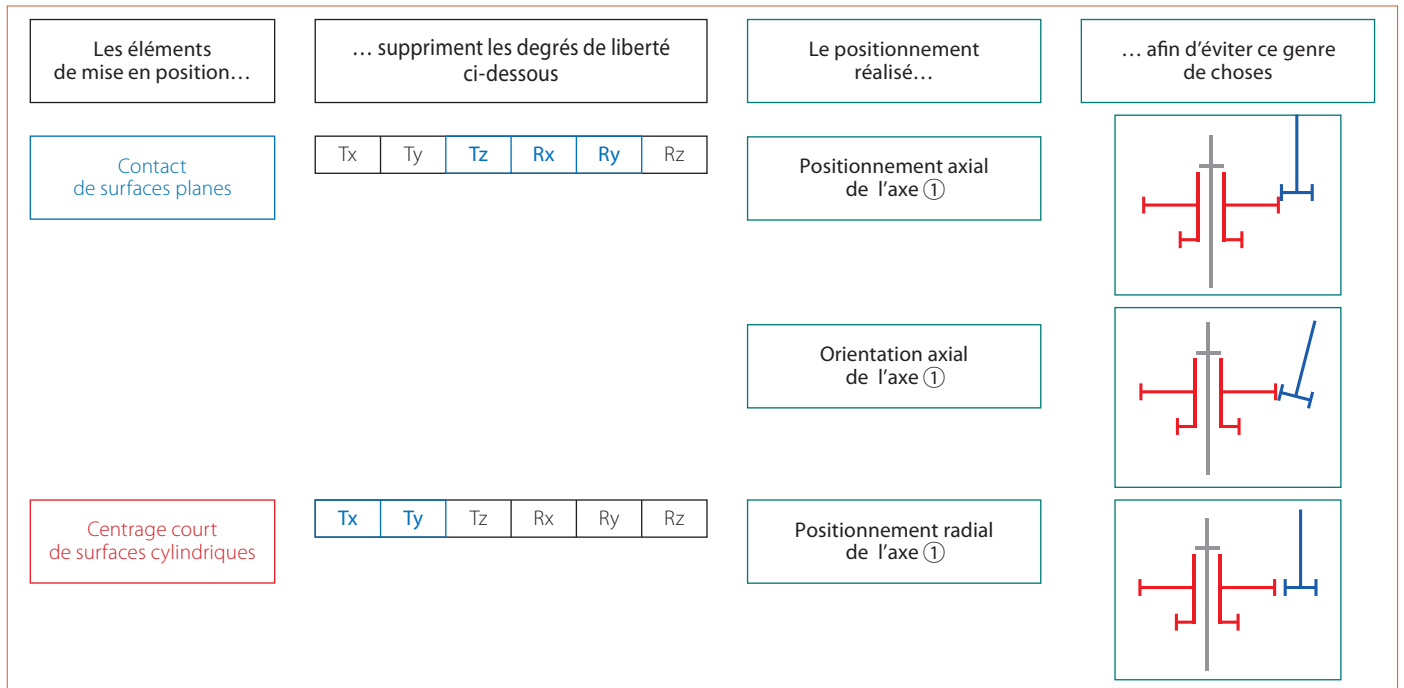 Les éléments
de mise en position…
… suppriment les degrés de liberté
ci-dessous
Le positionnement
réalisé…
… afin d'éviter ce genre
de choses
Contact
de surfaces planes
Tx Ty Tz Rx Ry Rz
Positionnement axial
de l'axe ①
Orientation axial
de l'axe ①
Centrage court
de surfaces cylindriques
Tx Ty Tz Rx Ry Rz
Positionnement radial
de l'axe ①